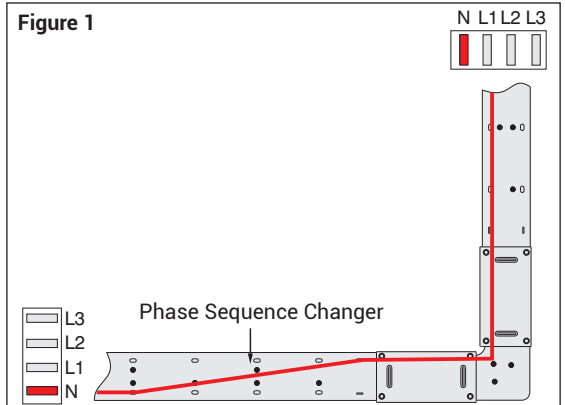 Figure 1
N L1 L2 L3
Phase Sequence Changer
L3
L2
L1
N